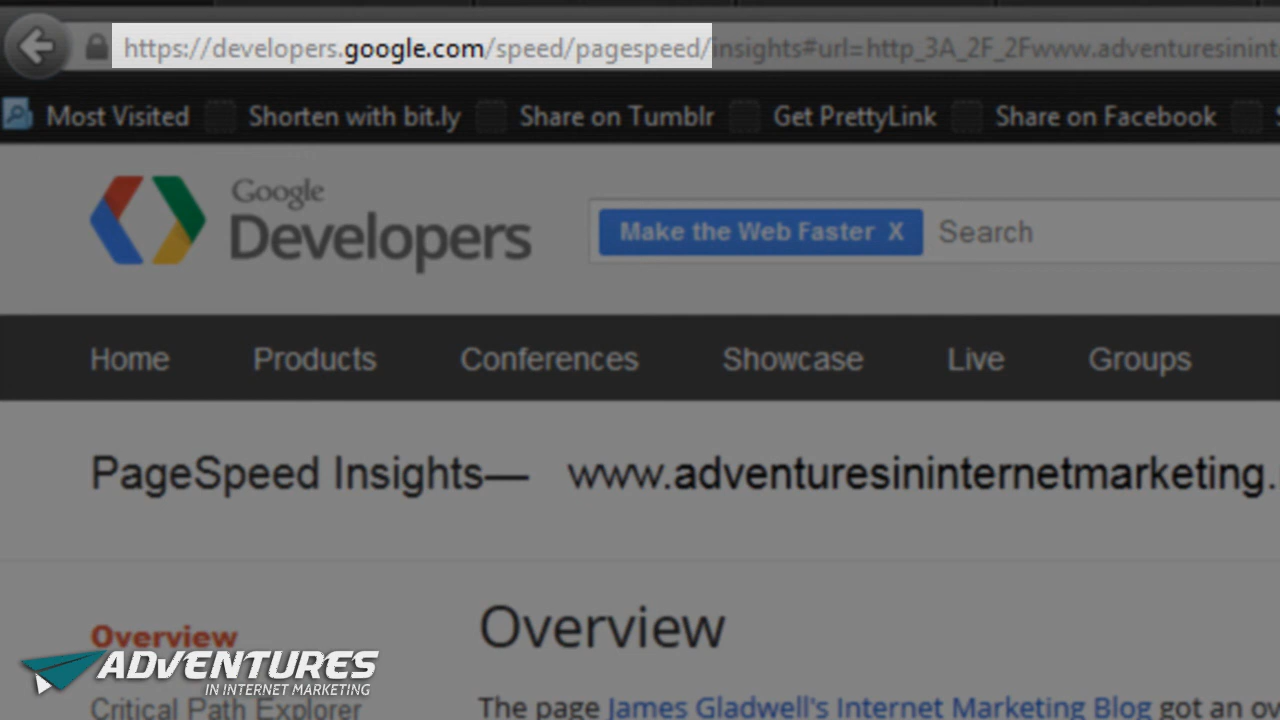 https://developers.google.com/speed/pagespeed/insights#url=http_3A_2F_2Fwww.adventuresinint
Most Visited Shorten with bit.ly Share on Tumblr Get PrettyLink Share on Facebook
Google
Developers
Make the Web Faster X Search
Home Products Conferences Showcase Live Groups
PageSpeed Insights— www.adventuresininternetmarketing.
Overview
Overview
ADVENTURES
IN INTERNET MARKETING
Critical Path Explorer
The page James Gladwell's Internet Marketing Blog got an ov